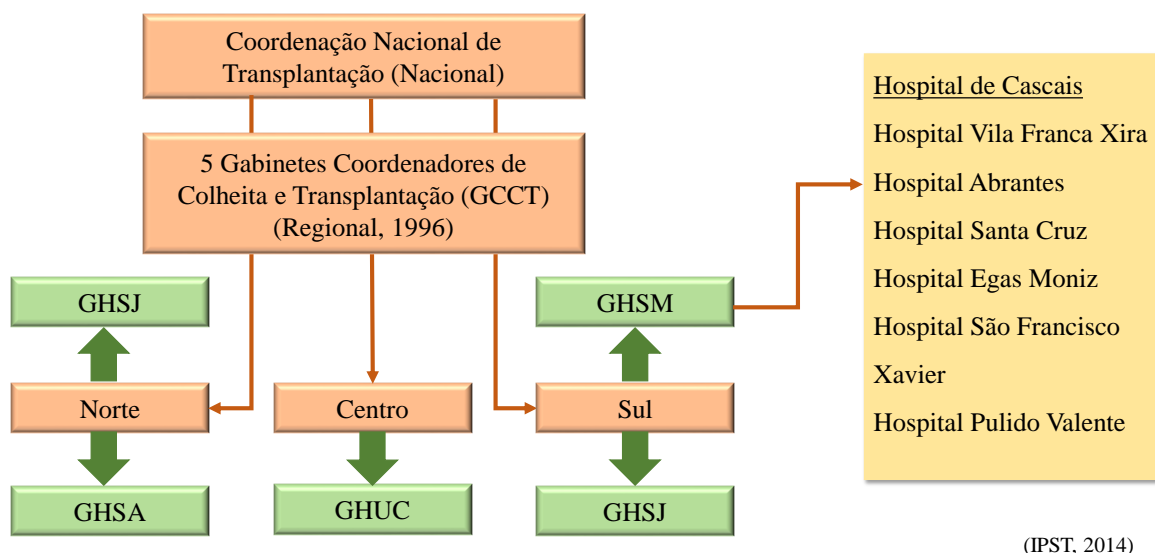 Coordenação Nacional de
Transplantação (Nacional)
5 Gabinetes Coordenadores de
Colheita e Transplantação (GCCT)
(Regional, 1996)
GHSJ
GHSM
Norte
Centro
Sul
GHSA
GHUC
GHSJ
Hospital de Cascais
Hospital Vila Franca Xira
Hospital Abrantes
Hospital Santa Cruz
Hospital Egas Moniz
Hospital São Francisco
Xavier
Hospital Pulido Valente
(IPST, 2014)